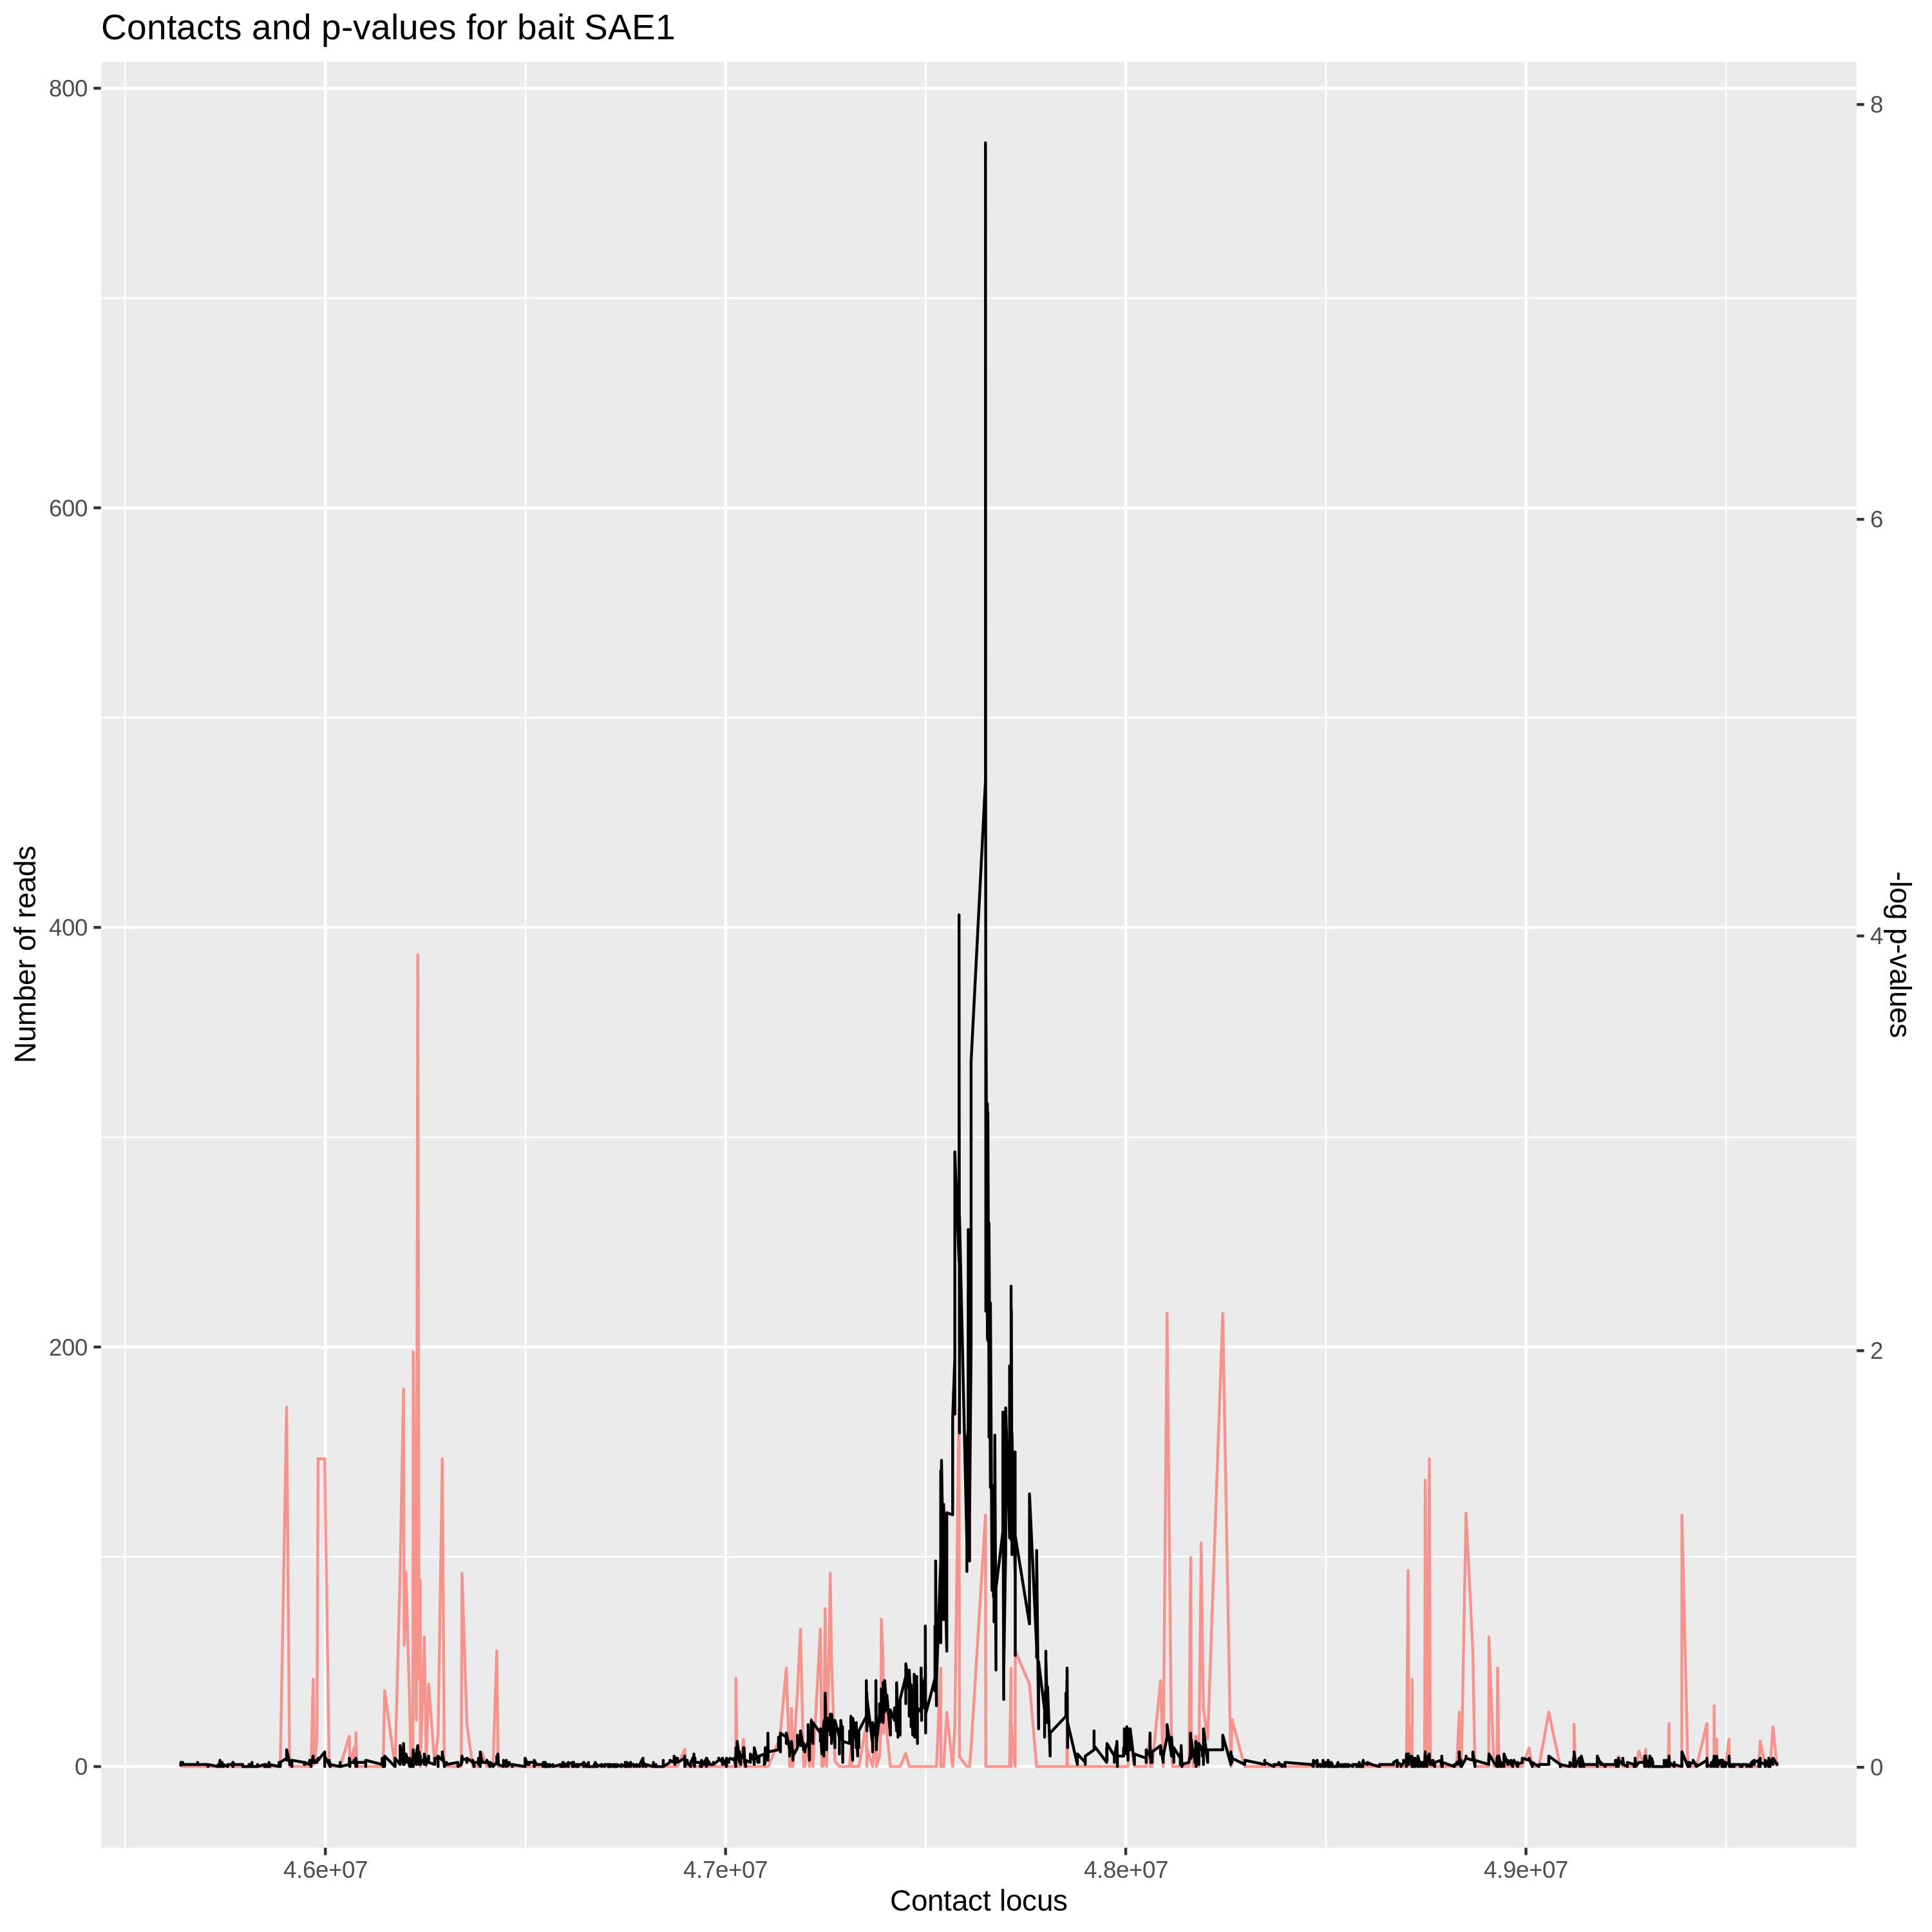 Contacts and p-values for bait SAE1
800
600
400
200
0
Number of reads
8
6
4
2
0
-log p-values
4.6e+07
4.7e+07
4.8e+07
4.9e+07
Contact locus